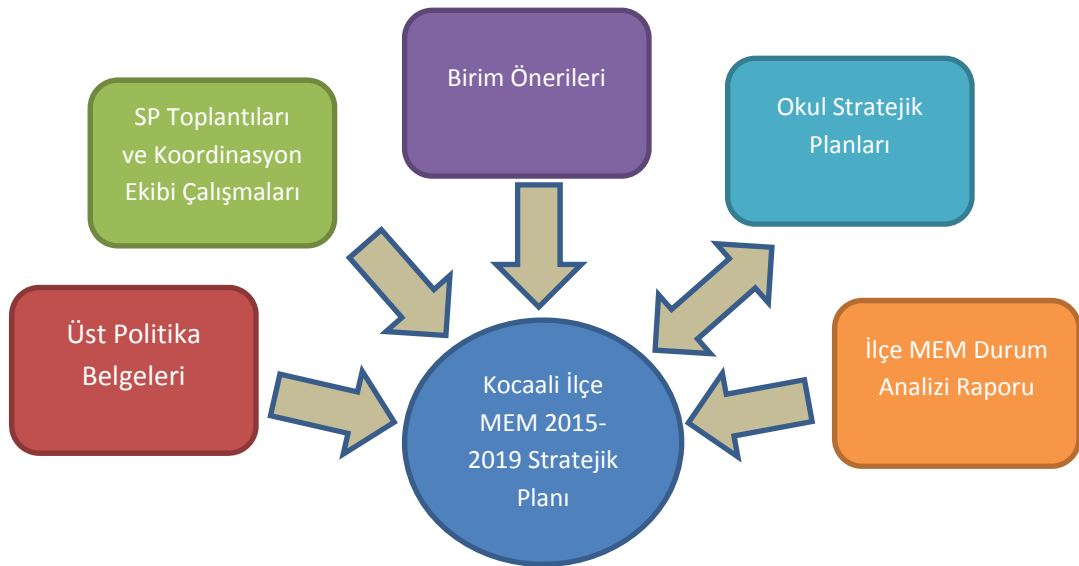 Üst Politika
Belgeleri
SP Toplantıları
ve Koordinasyon
Ekibi Çalışmaları
Birim Önerileri
Okul Stratejik
Planları
İlçe MEM Durum
Analizi Raporu
Kocaali İlçe
MEM 2015-
2019 Stratejik
Planı